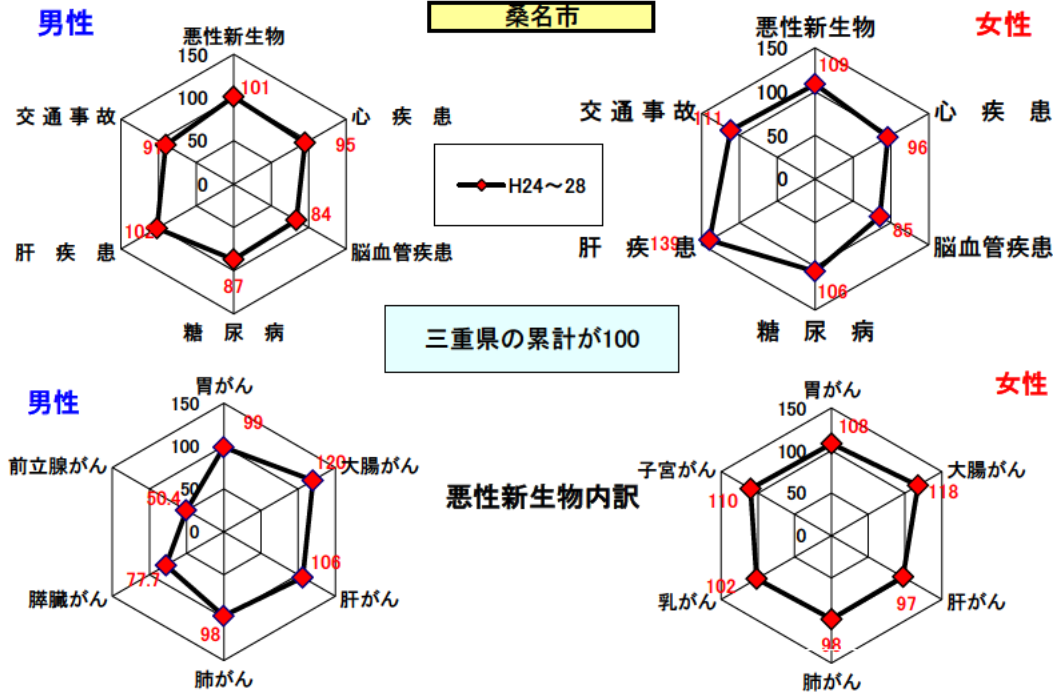 男性
桑名市
女性
悪性新生物
150
101
100
50
0
心 疾 患
95
84
脳血管疾患
87
糖 尿 病
102
肝 疾 患
91
交 通 事 故
H24～28
悪性新生物
150
109
100
50
0
心 疾 患
96
85
脳血管疾患
106
糖 尿 病
139
肝 疾 患
111
交 通 事 故
三重県の累計が100
男性
胃がん
150
99
100
50
0
120
大腸がん
106
肝がん
98
肺がん
77.7
膵臓がん
50.4
前立腺がん
悪性新生物内訳
女性
胃がん
150
108
100
50
0
大腸がん
118
97
肝がん
98
肺がん
102
乳がん
110
子宮がん